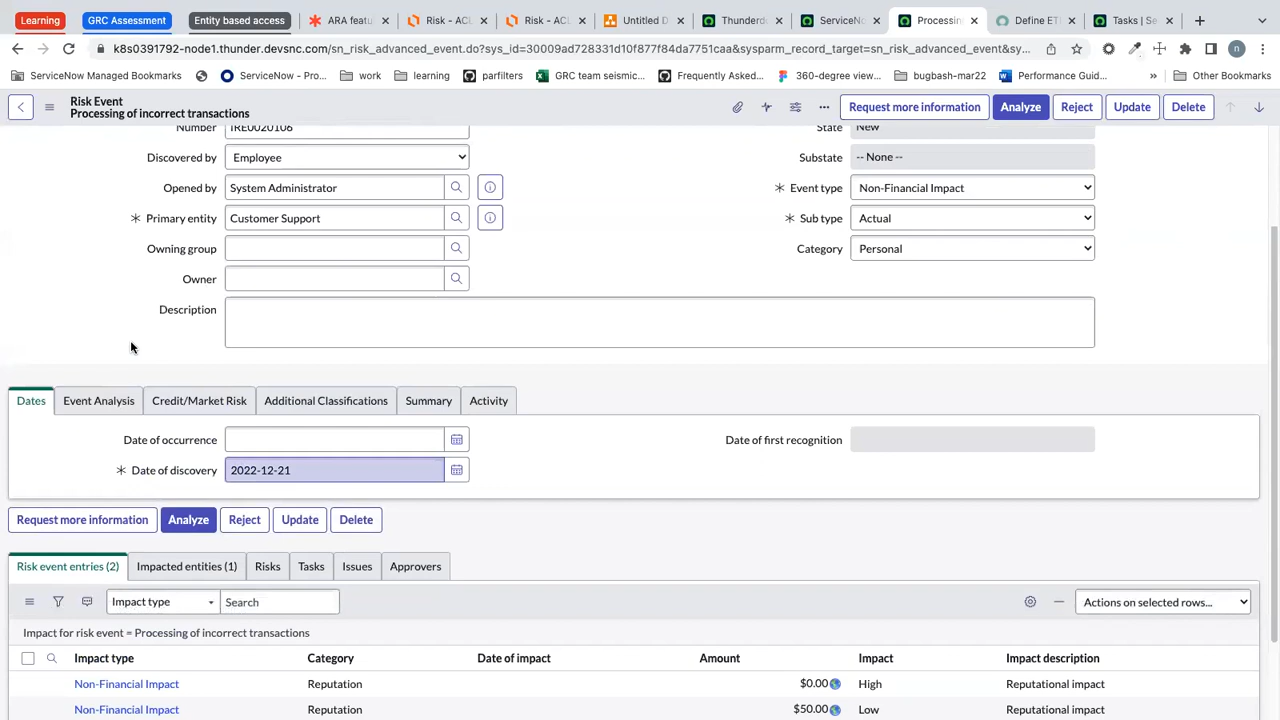 Learning GRC Assessment Entity based access ARA featu Risk - ACL Risk - ACL Untitled D Thunderdo ServiceNo Processin Define ETL Tasks | Se
k8s0391792-node1.thunder.devsnc.com/sn_risk_advanced_event.do?sys_id=30009ad728331d10f877f84da7751caa&sysparm_record_target=sn_risk_advanced_event&sy... n
ServiceNow Managed Bookmarks ServiceNow - Pro... work learning parfilters GRC team seismic... Frequently Asked... 360-degree view... bugbash-mar22 Performance Guid... » Other Bookmarks
Risk Event
Processing of incorrect transactions
Request more information Analyze Reject Update Delete
Number IRE0020106 State New
Discovered by Employee Substate -- None --
Opened by System Administrator Event type Non-Financial Impact
Primary entity Customer Support Sub type Actual
Owning group Category Personal
Owner
Description
Dates Event Analysis Credit/Market Risk Additional Classifications Summary Activity
Date of occurrence Date of first recognition
Date of discovery 2022-12-21
Request more information Analyze Reject Update Delete
Risk event entries (2) Impacted entities (1) Risks Tasks Issues Approvers
Impact type Search Actions on selected rows...
Impact for risk event = Processing of incorrect transactions
Impact type Category Date of impact Amount Impact Impact description
Non-Financial Impact Reputation $0.00 High Reputational impact
Non-Financial Impact Reputation $50.00 Low Reputational impact